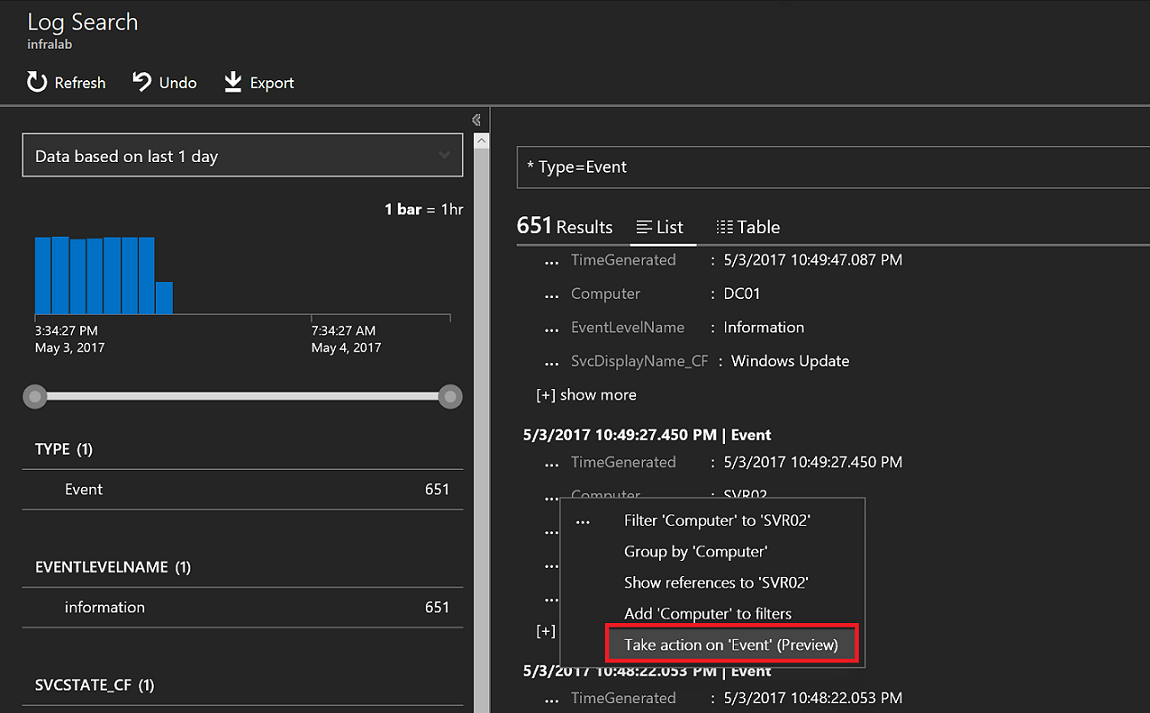 Log Search
infralab
Refresh Undo Export
Data based on last 1 day
1 bar = 1hr
3:34:27 PM 7:34:27 AM
May 3, 2017 May 4, 2017
TYPE (1)
Event 651
EVENTLEVELNAME (1)
information 651
SVCSTATE_CF (1)
* Type=Event
651 Results List Table
... TimeGenerated : 5/3/2017 10:49:47.087 PM
... Computer : DC01
... EventLevelName : Information
... SvcDisplayName_CF : Windows Update
[+] show more
5/3/2017 10:49:27.450 PM | Event
... TimeGenerated : 5/3/2017 10:49:27.450 PM
... Computer : SVR02
... Filter 'Computer' to 'SVR02'
...
Group by 'Computer'
...
Show references to 'SVR02'
...
Add 'Computer' to filters
[+]
Take action on 'Event' (Preview)
5/3/2017 10:48:22.053 PM | Event
... TimeGenerated : 5/3/2017 10:48:22.053 PM